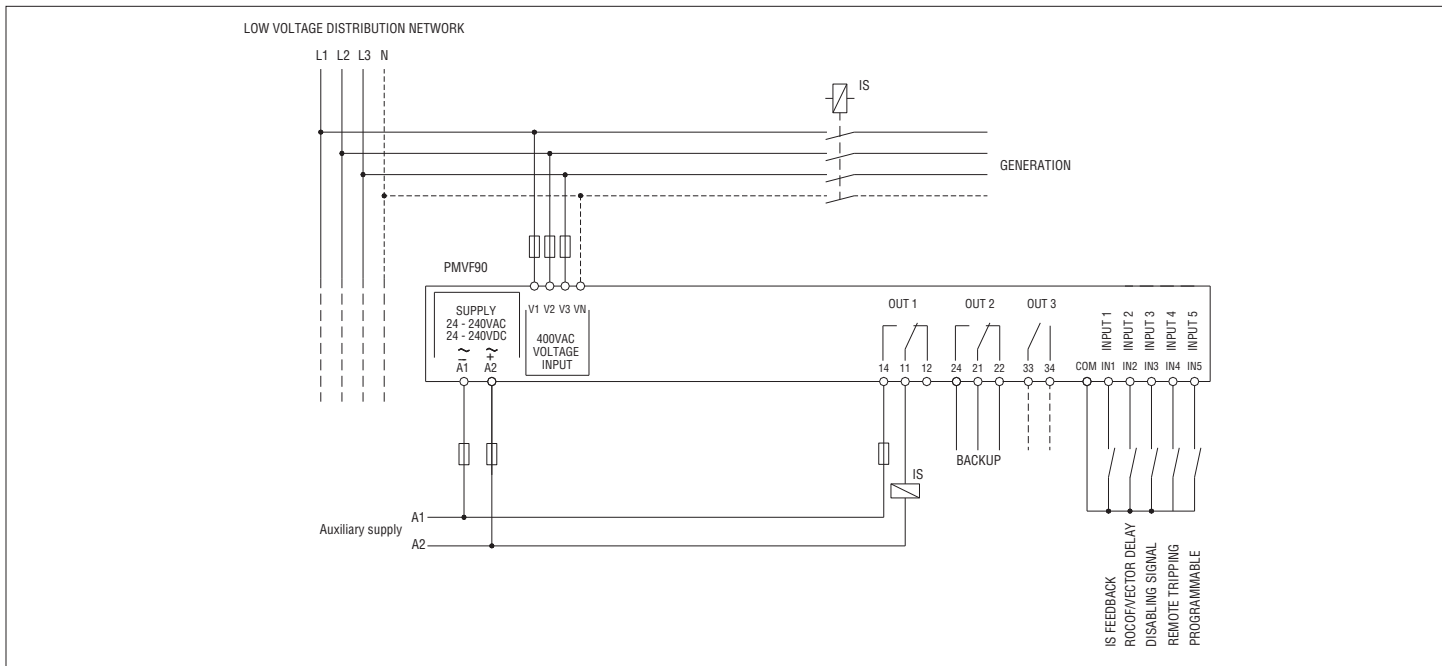 LOW VOLTAGE DISTRIBUTION NETWORK
L1 L2 L3 N
IS
GENERATION
PMVF90
SUPPLY
24 - 240VAC
24 - 240VDC
~ ~
– +
A1 A2
V1 V2 V3 VN
400VAC
VOLTAGE
INPUT
OUT 1 OUT 2 OUT 3
14 11 12 24 21 22 33 34
INPUT 1
INPUT 2
INPUT 3
INPUT 4
INPUT 5
COM IN1 IN2 IN3 IN4 IN5
BACKUP
IS
Auxiliary supply
A1
A2
IS FEEDBACK
ROCOF/VECTOR DELAY
DISABLING SIGNAL
REMOTE TRIPPING
PROGRAMMABLE